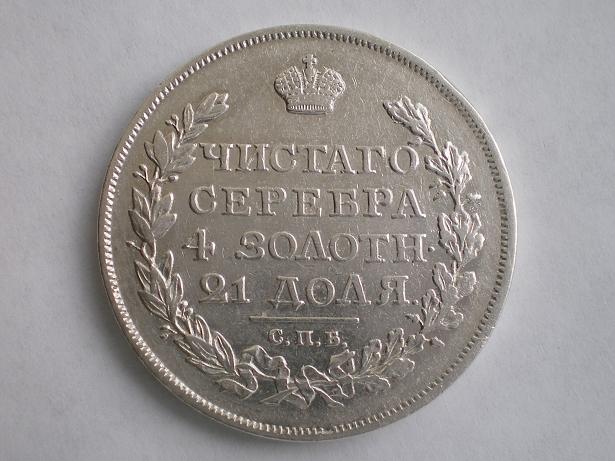 ЧИСТАГО
СЕРЕБРА
4 ЗОЛОТН.
21 ДОЛЯ.
С.П.Б.